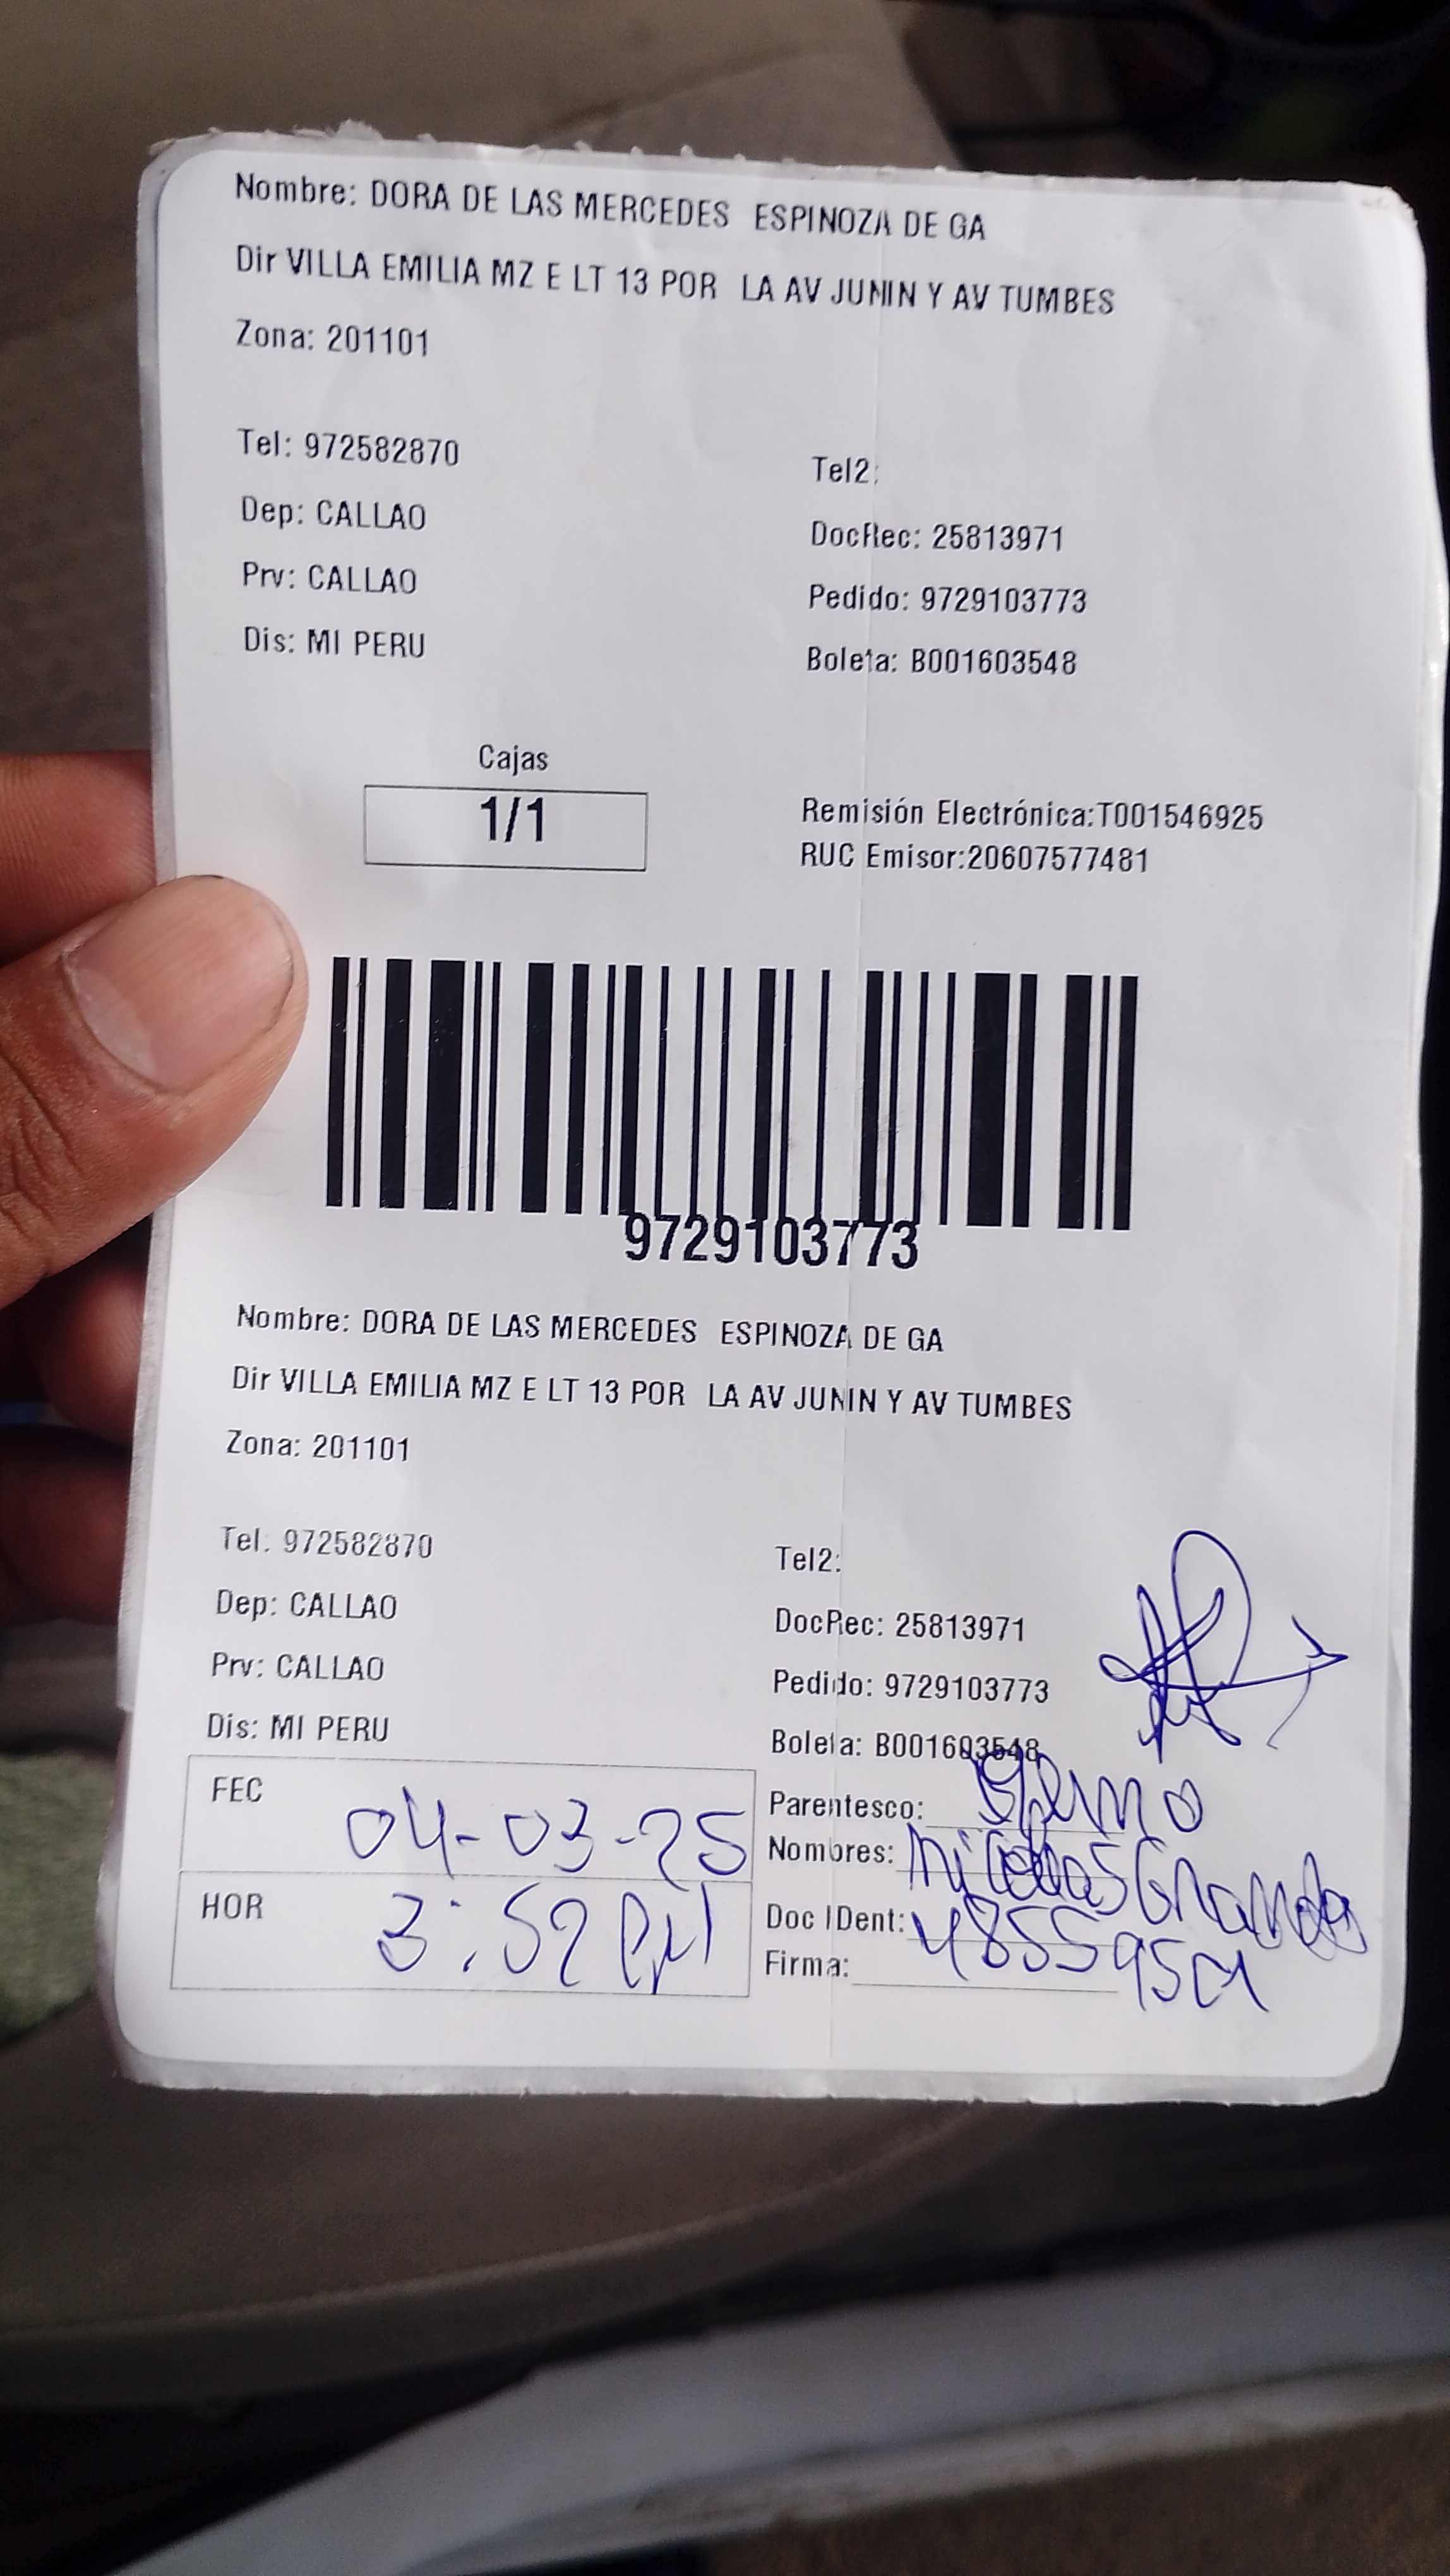 Nombre: DORA DE LAS MERCEDES ESPINOZA DE GA
Dir VILLA EMILIA MZ E LT 13 POR LA AV JUNIN Y AV TUMBES
Zona: 201101
Tel: 972582870
Tel2:
Dep: CALLAO
DocRec: 25813971
Prv: CALLAO
Pedido: 9729103773
Dis: MI PERU
Boleta: B001603548
Cajas
1/1
Remisión Electrónica:T001546925
RUC Emisor:20607577481
9729103773
Nombre: DORA DE LAS MERCEDES ESPINOZA DE GA
Dir VILLA EMILIA MZ E LT 13 POR LA AV JUNIN Y AV TUMBES
Zona: 201101
Tel: 972582870
Tel2:
Dep: CALLAO
DocRec: 25813971
Prv: CALLAO
Pedido: 9729103773
Dis: MI PERU
Boleta: B001603548
FEC 04-03-25
Parentesco:
Nombres:
HOR 3:52 PM
Doc IDent:
Firma: